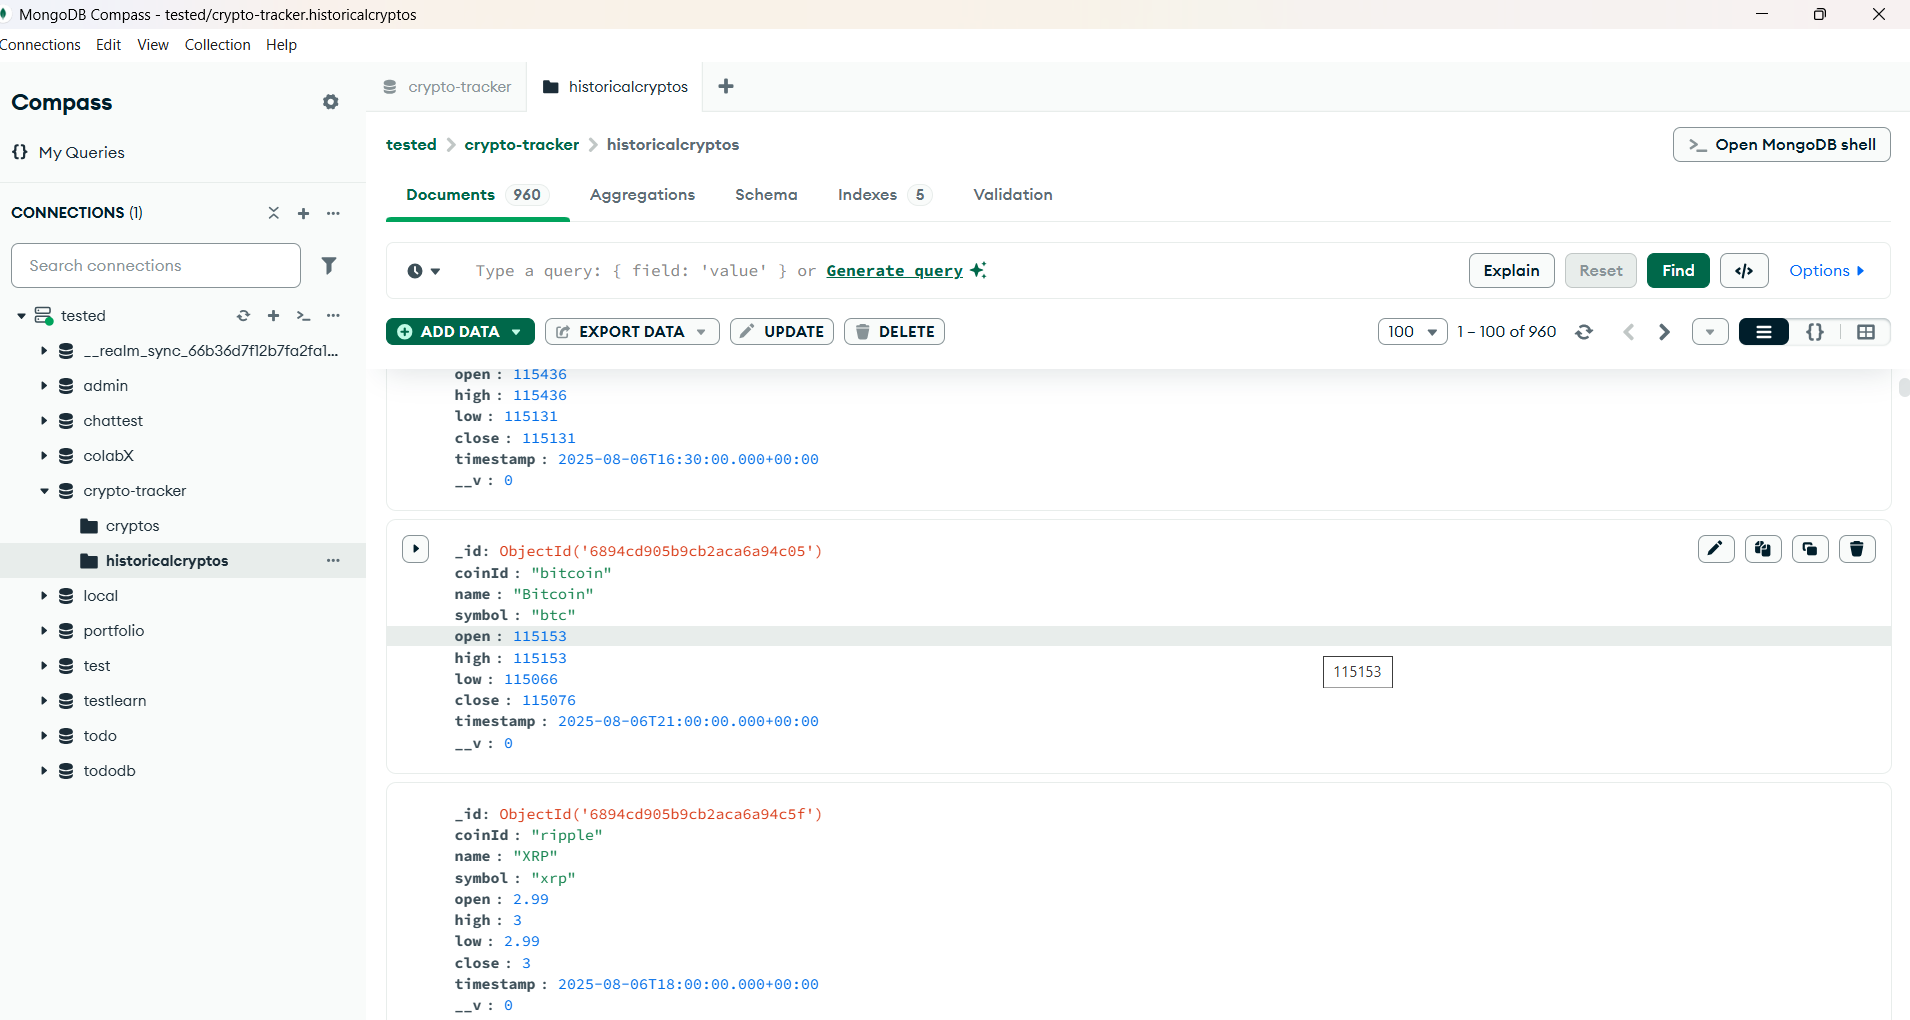 MongoDB Compass - tested/crypto-tracker.historicalcryptos
Connections Edit View Collection Help
Compass
{} My Queries
CONNECTIONS (1)
Search connections
tested
__realm_sync_66b36d7f12b7fa2fa1...
admin
chattest
colabX
crypto-tracker
cryptos
historicalcryptos
local
portfolio
test
testlearn
todo
tododb
crypto-tracker
historicalcryptos
tested > crypto-tracker > historicalcryptos
>_ Open MongoDB shell
Documents 960 Aggregations Schema Indexes 5 Validation
Type a query: { field: 'value' } or Generate query
Explain Reset Find </> Options
ADD DATA EXPORT DATA UPDATE DELETE
100 1 – 100 of 960 {}
open : 115436
high : 115436
low : 115131
close : 115131
timestamp : 2025-08-06T16:30:00.000+00:00
__v : 0
_id: ObjectId('6894cd905b9cb2aca6a94c05')
coinId : "bitcoin"
name : "Bitcoin"
symbol : "btc"
open : 115153
high : 115153
115153
low : 115066
close : 115076
timestamp : 2025-08-06T21:00:00.000+00:00
__v : 0
_id: ObjectId('6894cd905b9cb2aca6a94c5f')
coinId : "ripple"
name : "XRP"
symbol : "xrp"
open : 2.99
high : 3
low : 2.99
close : 3
timestamp : 2025-08-06T18:00:00.000+00:00
__v : 0